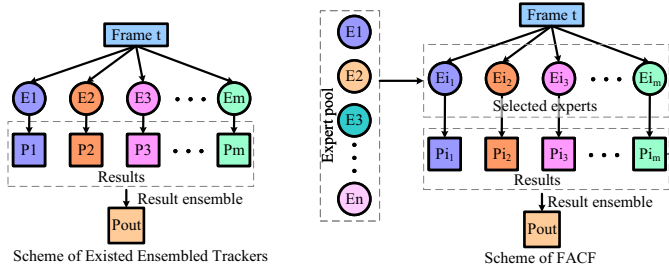 Frame t
E1 E2 E3 Em
P1 P2 P3 Pm
Results
Result ensemble
Pout
Scheme of Existed Ensembled Trackers
Expert pool
E1
E2
E3
En
Frame t
Ei1 Ei2 Ei3 Eim
Selected experts
Pi1 Pi2 Pi3 Pim
Results
Result ensemble
Pout
Scheme of FACF